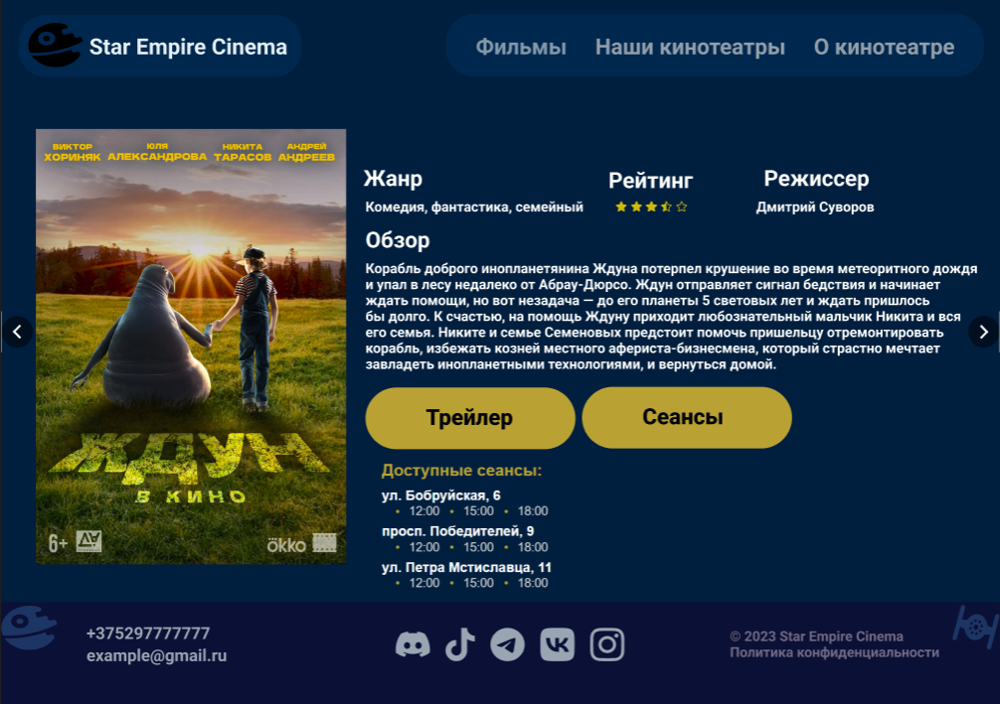 Star Empire Cinema
Фильмы
Наши кинотеатры
О кинотеатре
ВИКТОР ХОРИНЯК
ЮЛЯ АЛЕКСАНДРОВА
НИКИТА ТАРАСОВ
АНДРЕЙ АНДРЕЕВ
ЖДУН
В КИНО
6+
ökko
Жанр
Комедия, фантастика, семейный
Рейтинг
Режиссер
Дмитрий Суворов
Обзор
Корабль доброго инопланетянина Ждуна потерпел крушение во время метеоритного дождя
и упал в лесу недалеко от Абрау-Дюрсо. Ждун отправляет сигнал бедствия и начинает
ждать помощи, но вот незадача — до его планеты 5 световых лет и ждать пришлось
бы долго. К счастью, на помощь Ждуну приходит любознательный мальчик Никита и вся
его семья. Никите и семье Семеновых предстоит помочь пришельцу отремонтировать
корабль, избежать козней местного афериста-бизнесмена, который страстно мечтает
завладеть инопланетными технологиями, и вернуться домой.
Трейлер
Сеансы
Доступные сеансы:
ул. Бобруйская, 6
• 12:00 • 15:00 • 18:00
просп. Победителей, 9
• 12:00 • 15:00 • 18:00
ул. Петра Мстиславца, 11
• 12:00 • 15:00 • 18:00
+375297777777
example@gmail.ru
© 2023 Star Empire Cinema
Политика конфиденциальности